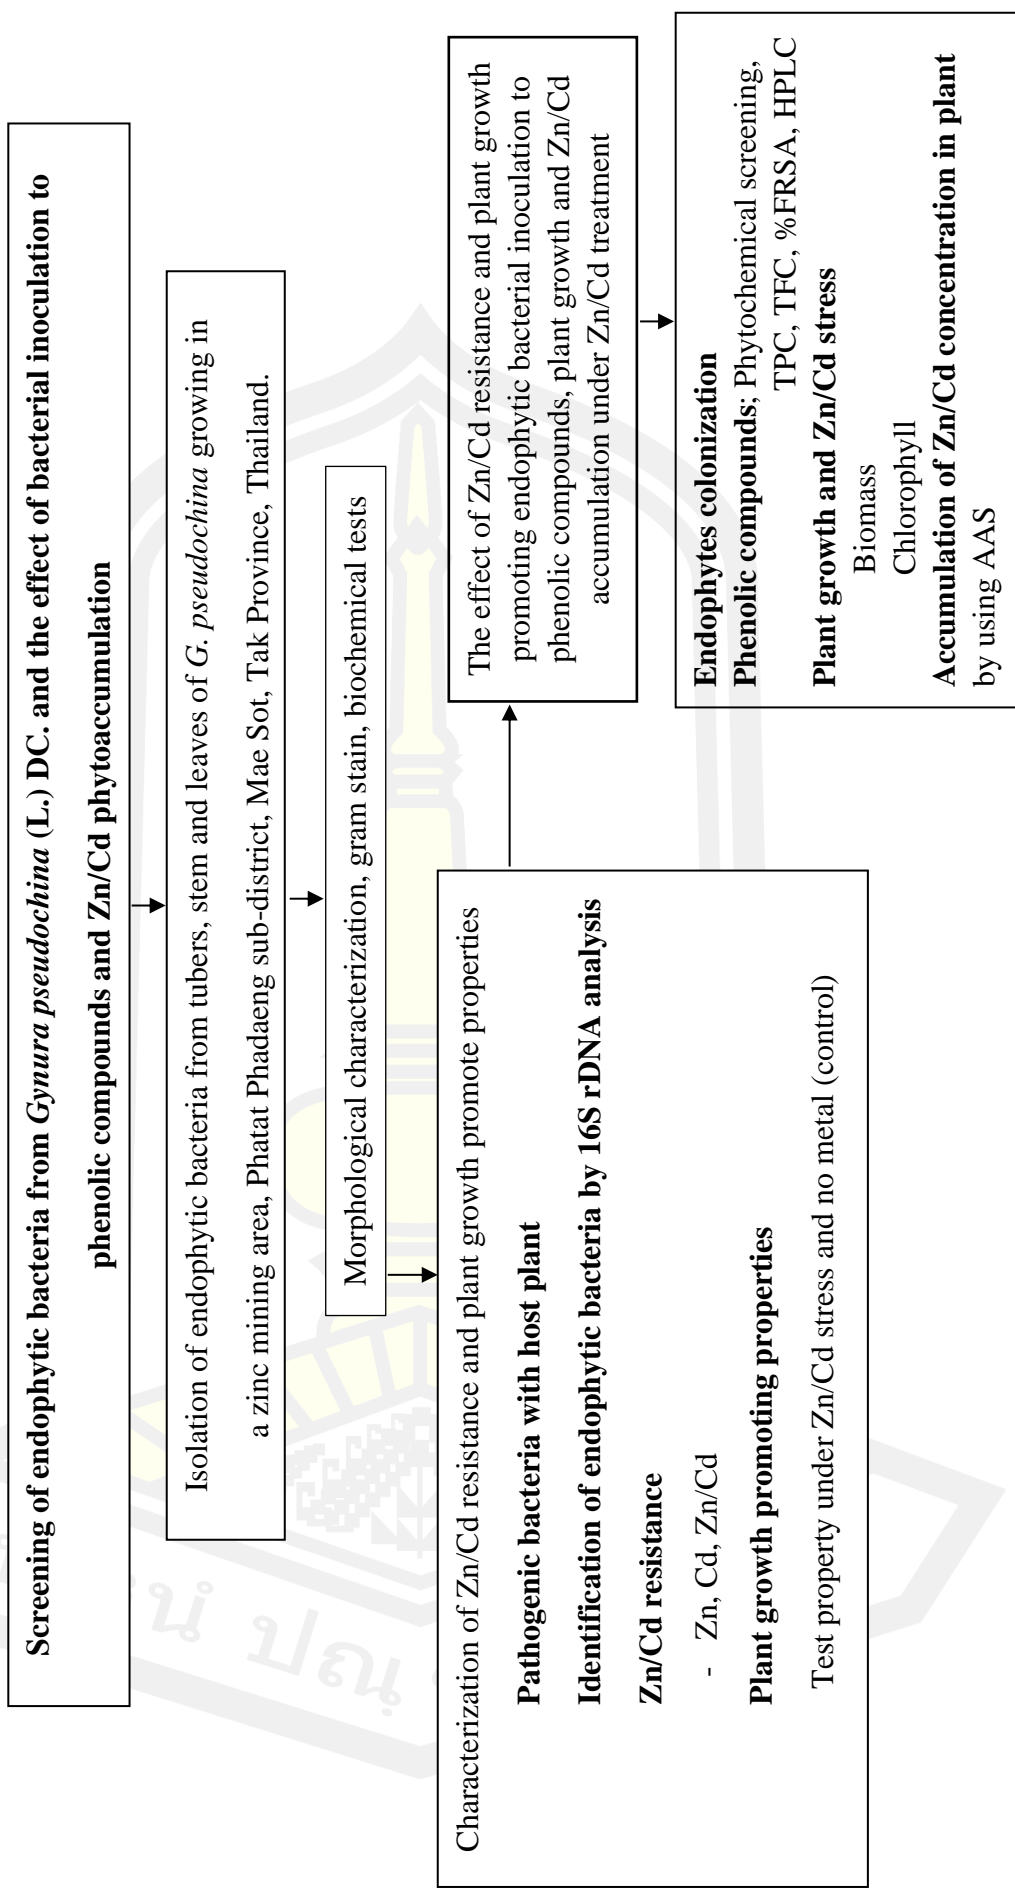 Screening of endophytic bacteria from Gynura pseudochina (L.) DC. and the effect of bacterial inoculation to
phenolic compounds and Zn/Cd phytoaccumulation
Isolation of endophytic bacteria from tubers, stem and leaves of G. pseudochina growing in
a zinc mining area, Phatat Phadaeng sub-district, Mae Sot, Tak Province, Thailand.
Morphological characterization, gram stain, biochemical tests
Characterization of Zn/Cd resistance and plant growth promote properties
Pathogenic bacteria with host plant
Identification of endophytic bacteria by 16S rDNA analysis
Zn/Cd resistance
- Zn, Cd, Zn/Cd
Plant growth promoting properties
Test property under Zn/Cd stress and no metal (control)
The effect of Zn/Cd resistance and plant growth
promoting endophytic bacterial inoculation to
phenolic compounds, plant growth and Zn/Cd
accumulation under Zn/Cd treatment
Endophytes colonization
Phenolic compounds; Phytochemical screening,
TPC, TFC, %FRSA, HPLC
Plant growth and Zn/Cd stress
Biomass
Chlorophyll
Accumulation of Zn/Cd concentration in plant
by using AAS